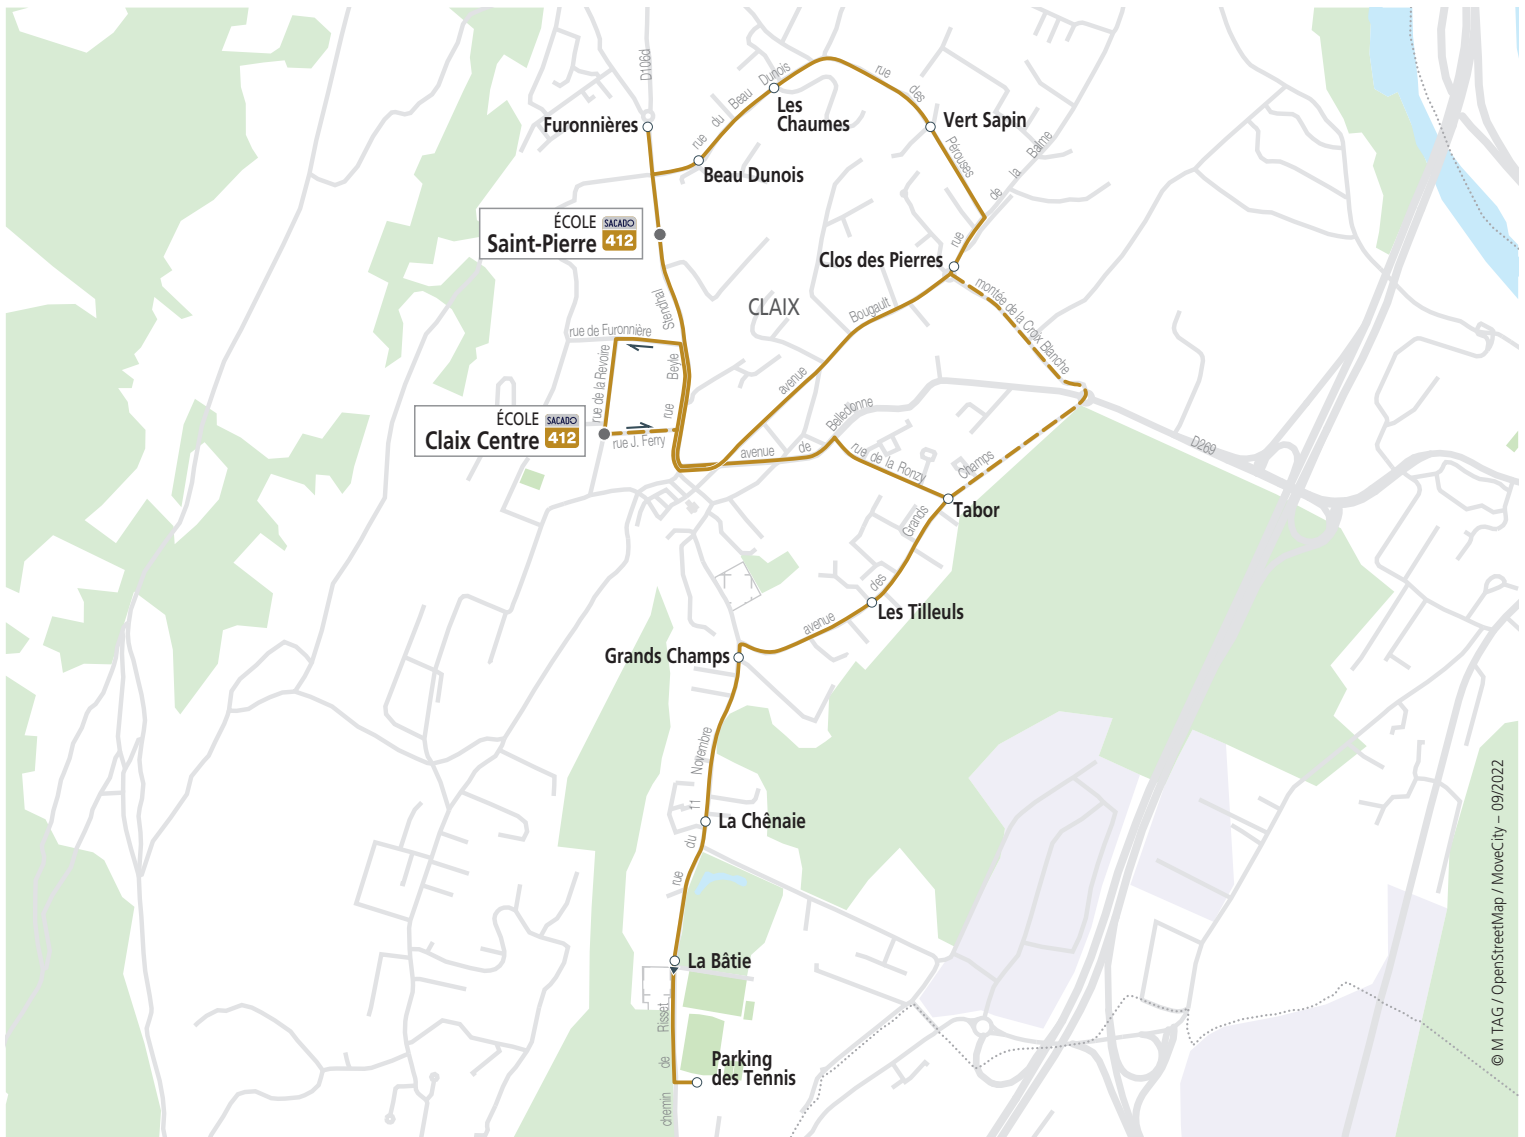 D106d
Furonnières
rue du Beau Dunois
Les
Chaumes
rue des Pérouses
Vert Sapin
Beau Dunois
rue de la Balme
ÉCOLE
Saint-Pierre
SACADO
412
Clos des Pierres
CLAIX
montée de la Croix Blanche
avenue Bougault
rue Beyle Stendhal
rue de Furonnière
rue de la Revoire
ÉCOLE
Claix Centre
SACADO
412
rue J. Ferry
avenue de Belledonne
rue de la Ronzy
D269
Tabor
avenue des Grands Champs
Les Tilleuls
Grands Champs
rue du 11 Novembre
La Chênaie
La Bâtie
chemin de Risset
Parking
des Tennis
© M TAG / OpenStreetMap / MoveCity – 09/2022